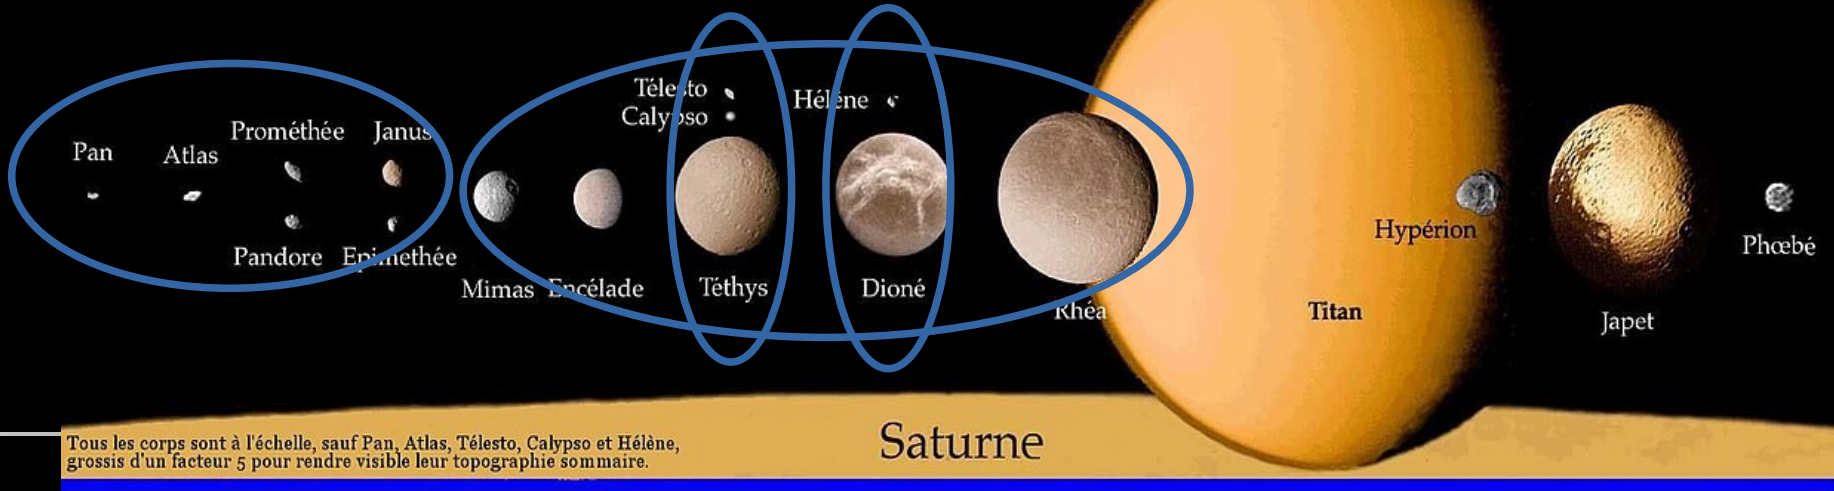 Pan
Atlas
Prométhée
Janus
Pandore
Epiméthée
Mimas
Encélade
Télesto
Calypso
Téthys
Hélène
Dioné
Rhéa
Titan
Hypérion
Japet
Phœbé
Saturne
Tous les corps sont à l'échelle, sauf Pan, Atlas, Télesto, Calypso et Hélène,
grossis d'un facteur 5 pour rendre visible leur topographie sommaire.